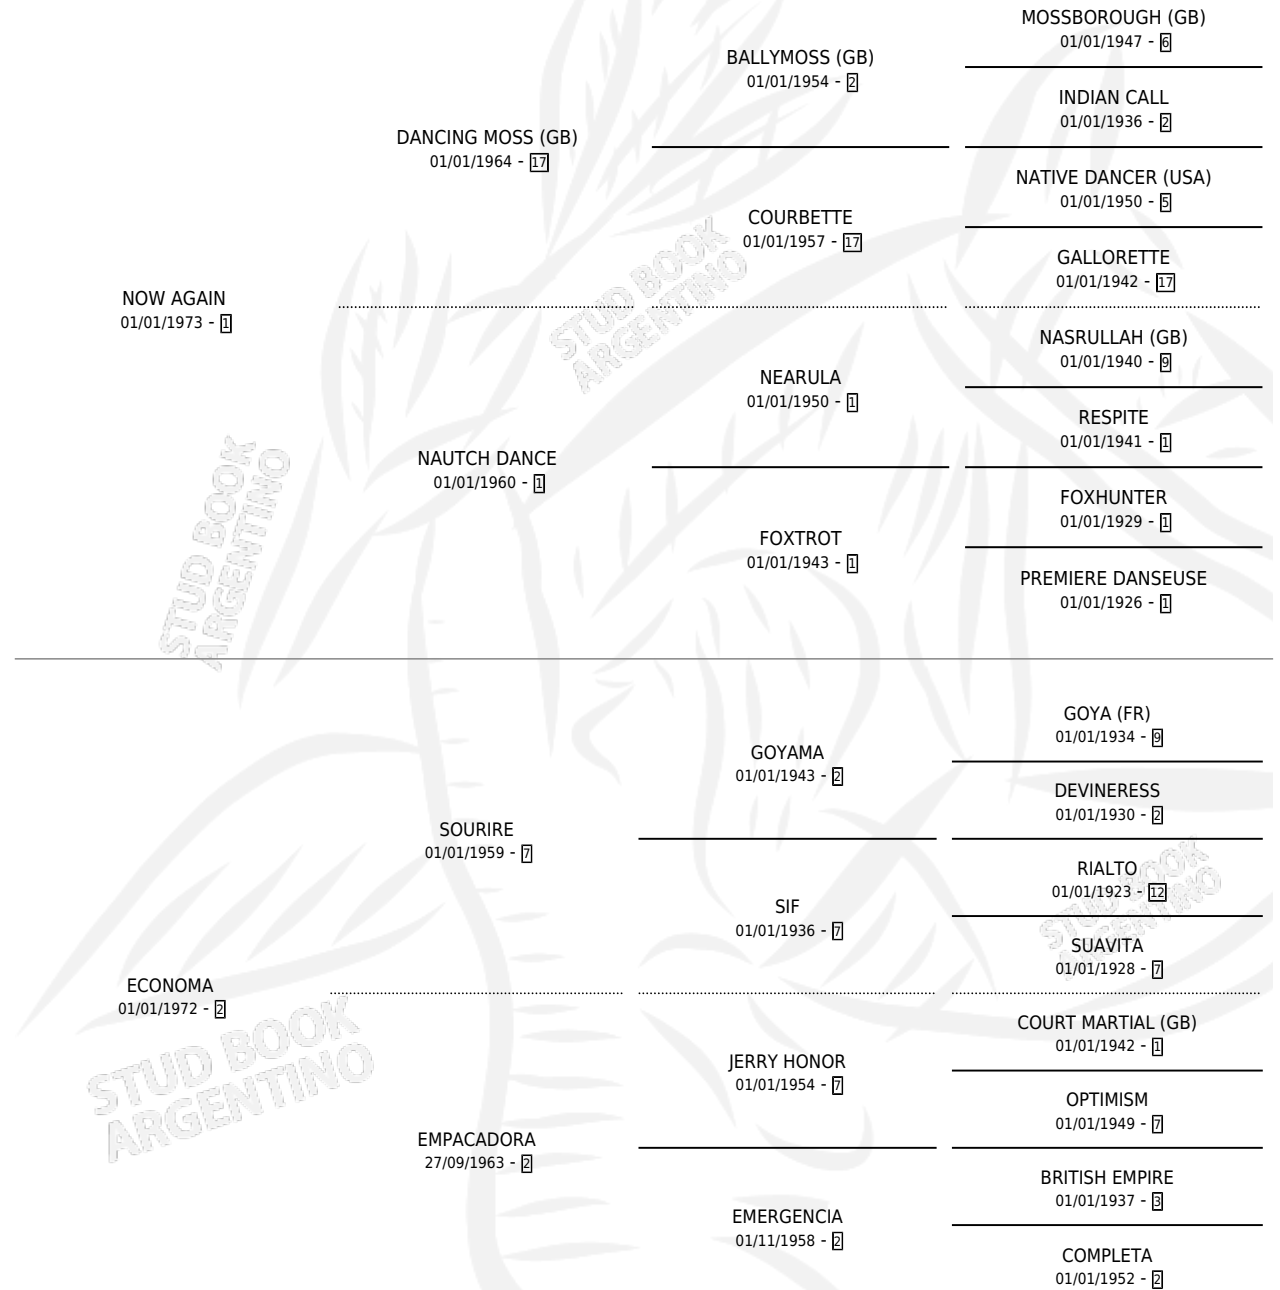 MOSSBOROUGH (GB)
01/01/1947 - 6
BALLYMOSS (GB)
01/01/1954 - 2
INDIAN CALL
01/01/1936 - 2
DANCING MOSS (GB)
01/01/1964 - 17
NATIVE DANCER (USA)
01/01/1950 - 5
COURBETTE
01/01/1957 - 17
GALLORETTE
01/01/1942 - 17
NOW AGAIN
01/01/1973 - 1
STUD BOOK
ARGENTINO
NASRULLAH (GB)
01/01/1940 - 9
NEARULA
01/01/1950 - 1
RESPITE
01/01/1941 - 1
NAUTCH DANCE
01/01/1960 - 1
FOXHUNTER
01/01/1929 - 1
FOXTROT
01/01/1943 - 1
PREMIERE DANSEUSE
01/01/1926 - 1
STUD BOOK
ARGENTINO
GOYA (FR)
01/01/1934 - 9
GOYAMA
01/01/1943 - 2
DEVINERESS
01/01/1930 - 2
SOURIRE
01/01/1959 - 7
RIALTO
01/01/1923 - 12
SIF
01/01/1936 - 7
SUAVITA
01/01/1928 - 7
STUD BOOK
ARGENTINO
ECONOMA
01/01/1972 - 2
COURT MARTIAL (GB)
01/01/1942 - 1
JERRY HONOR
01/01/1954 - 7
OPTIMISM
01/01/1949 - 7
STUD BOOK
ARGENTINO
EMPACADORA
27/09/1963 - 2
BRITISH EMPIRE
01/01/1937 - 3
EMERGENCIA
01/11/1958 - 2
COMPLETA
01/01/1952 - 2